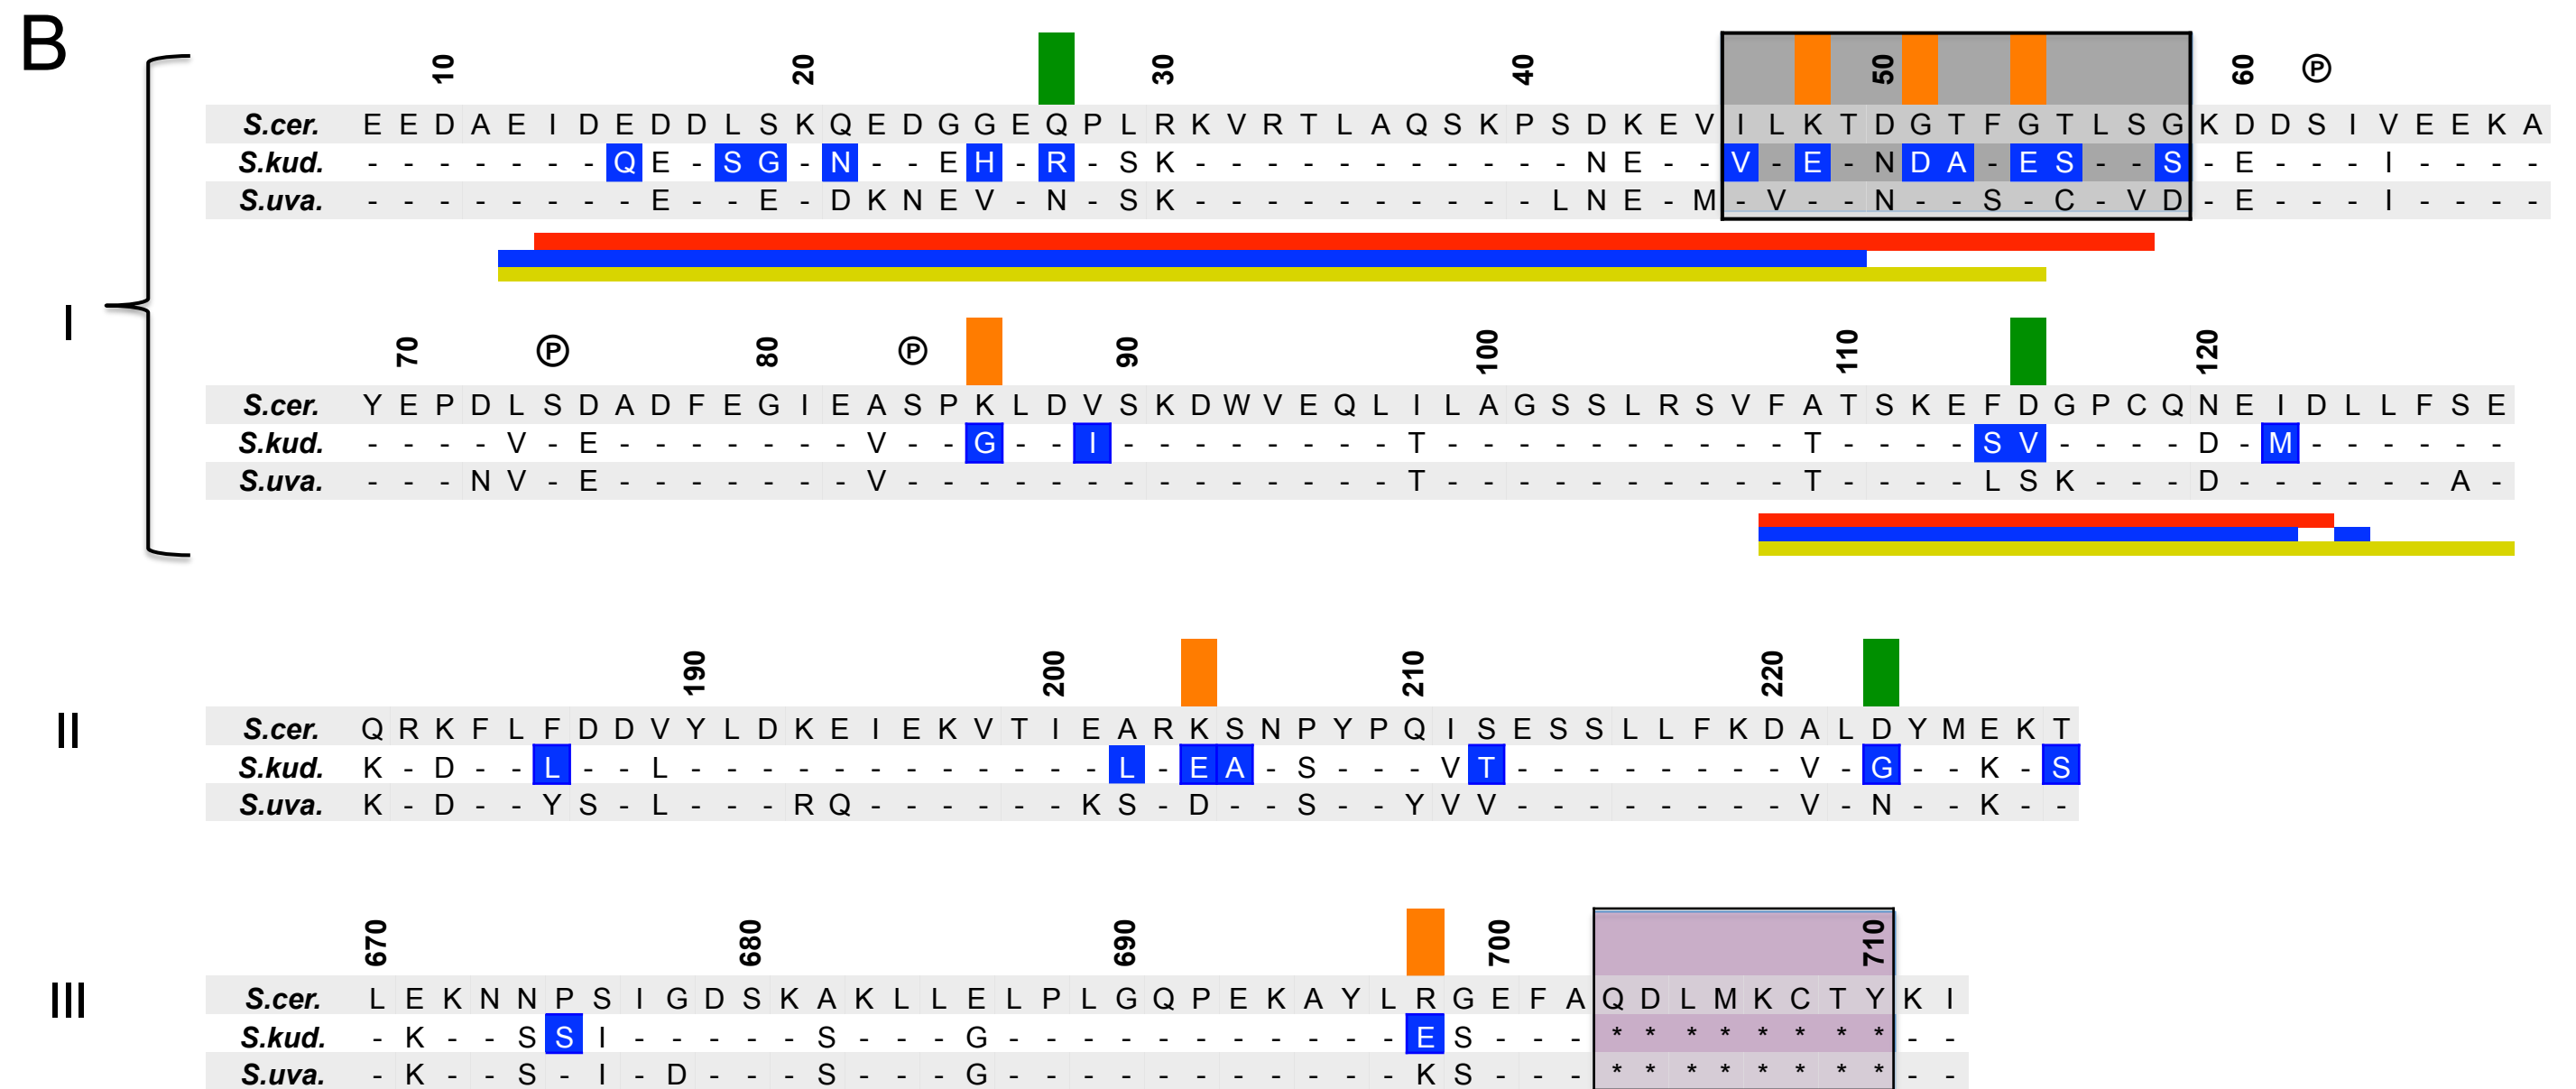 B
10 20 30 40 50 60 P
S.cer. E E D A E I D E D D L S K Q E D G G E Q P L R K V R T L A Q S K P S D K E V I L K T D G T F G T L S G K D D S I V E E K A
S.kud. - - - - - - - Q E - S G - N - - E H - R - S K - - - - - - - - - - - N E - - V - E - N D A - E S - - S - E - - - I - - - -
S.uva. - - - - - - - - E - - E - D K N E V - N - S K - - - - - - - - - - L N E - M - V - - N - - S - C - V D - E - - - I - - - -
I
70 P 80 P 90 100 110 120
S.cer. Y E P D L S D A D F E G I E A S P K L D V S K D W V E Q L I L A G S S L R S V F A T S K E F D G P C Q N E I D L L F S E
S.kud. - - - - V - E - - - - - - - V - - G - - I - - - - - - - - T - - - - - - - - - - T - - - - S V - - - - D - M - - - - - -
S.uva. - - - N V - E - - - - - - - V - - - - - - - - - - - - - - T - - - - - - - - - - T - - - - L S K - - - D - - - - - - A -
190 200 210 220
II
S.cer. Q R K F L F D D V Y L D K E I E K V T I E A R K S N P Y P Q I S E S S L L F K D A L D Y M E K T
S.kud. K - D - - L - - L - - - - - - - - - - - - L - E A - S - - - V T - - - - - - - - V - G - - K - S
S.uva. K - D - - Y S - L - - - R Q - - - - - - K S - D - - S - - Y V V - - - - - - - - V - N - - K - -
670 680 690 700 710
III
S.cer. L E K N N P S I G D S K A K L L E L P L G Q P E K A Y L R G E F A Q D L M K C T Y K I
S.kud. - K - - S S I - - - - - S - - - G - - - - - - - - - - - E S - - - * * * * * * * * - -
S.uva. - K - - S - I - D - - - S - - - G - - - - - - - - - - - K S - - - * * * * * * * * - -